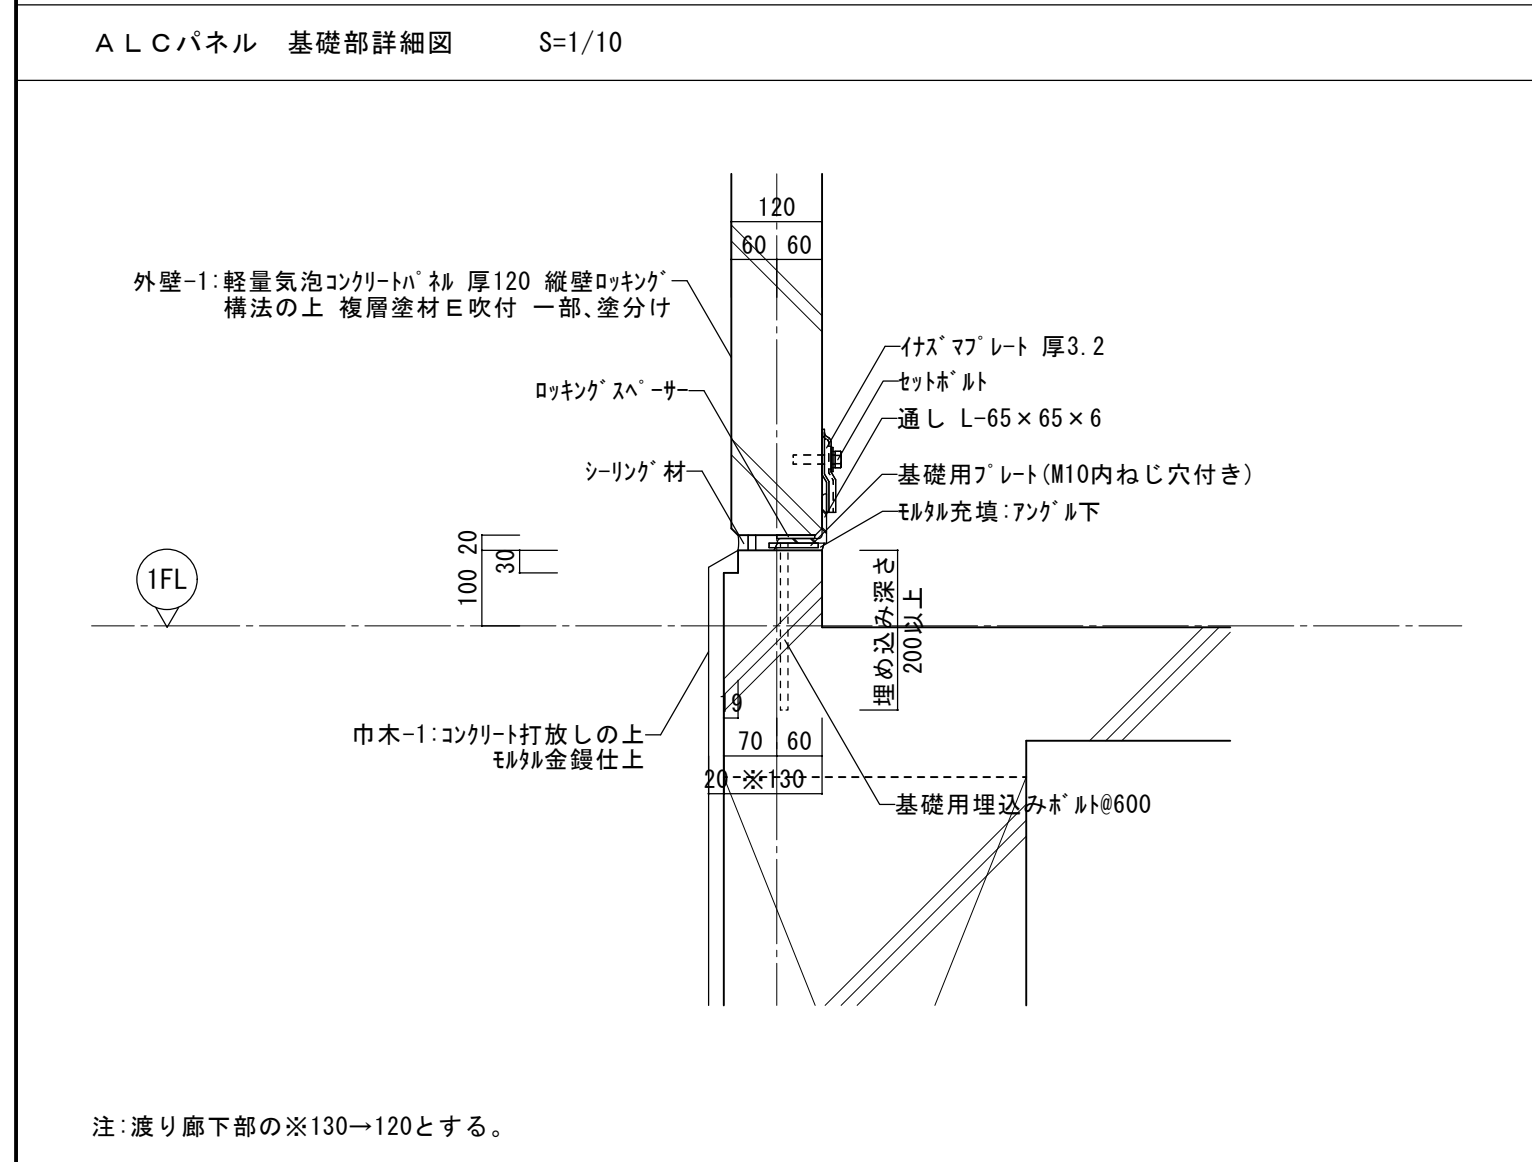 ＡＬＣパネル　基礎部詳細図　　S=1/10
120
60 60
外壁-1:軽量気泡ｺﾝｸﾘｰﾄﾊﾟﾈﾙ 厚120 縦壁ﾛｯｷﾝｸﾞ
構法の上 複層塗材Ｅ吹付 一部､塗分け
ｲﾅｽﾞﾏﾌﾟﾚｰﾄ 厚3.2
ﾛｯｷﾝｸﾞｽﾍﾟｰｻｰ
ｾｯﾄﾎﾞﾙﾄ
通し L-65×65×6
ｼｰﾘﾝｸﾞ材
基礎用ﾌﾟﾚｰﾄ(M10内ねじ穴付き)
ﾓﾙﾀﾙ充填:ｱﾝｸﾞﾙ下
20
30
100
1FL
埋め込み深さ
200以上
19
巾木-1:ｺﾝｸﾘｰﾄ打放しの上
ﾓﾙﾀﾙ金鏝仕上
70 60
20 ※130
基礎用埋込みﾎﾞﾙﾄ@600
注:渡り廊下部の※130→120とする。